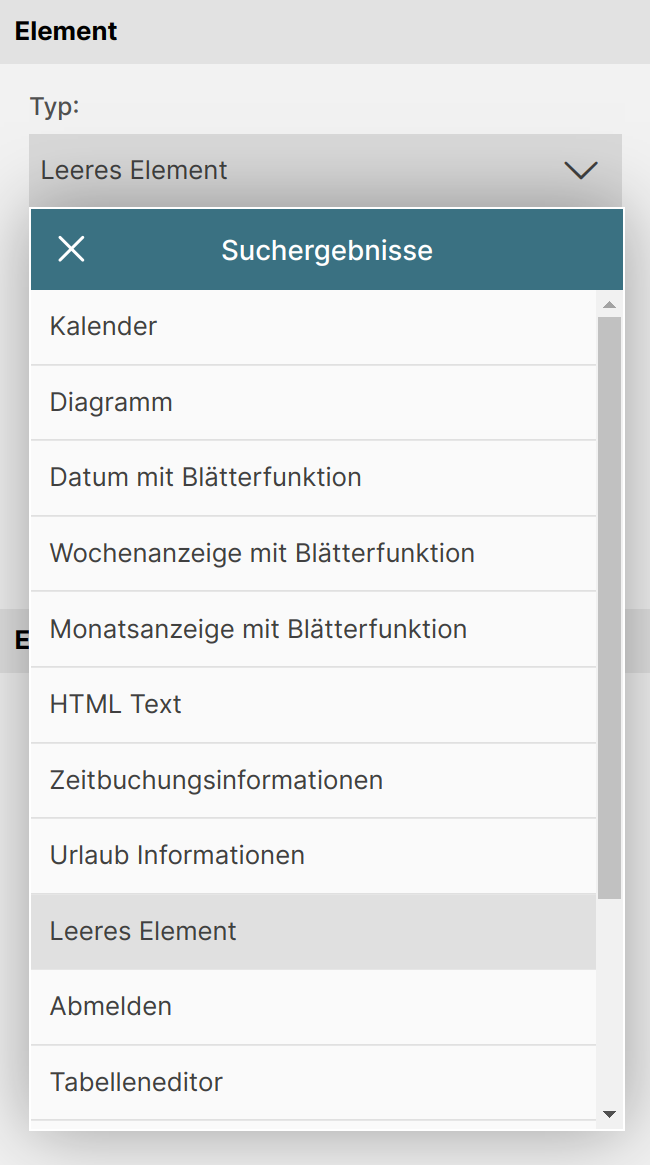 Element
Typ:
Leeres Element
Suchergebnisse
Kalender
Diagramm
Datum mit Blätterfunktion
Wochenanzeige mit Blätterfunktion
E
Monatsanzeige mit Blätterfunktion
HTML Text
Zeitbuchungsinformationen
Urlaub Informationen
Leeres Element
Abmelden
Tabelleneditor